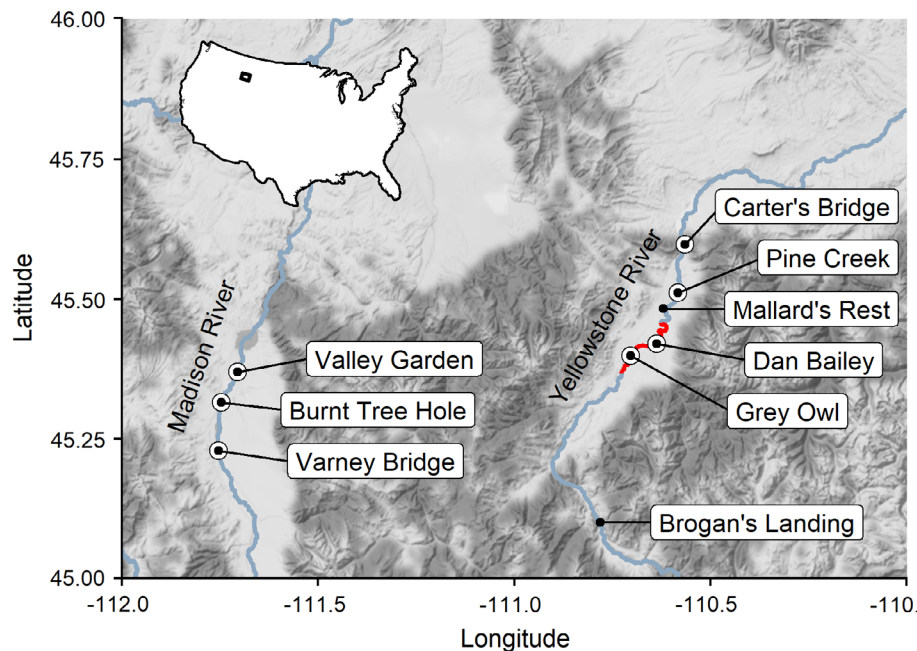 46.00
45.75
45.50
45.25
45.00
Latitude
Madison River
Valley Garden
Burnt Tree Hole
Varney Bridge
Yellowstone River
Carter's Bridge
Pine Creek
Mallard's Rest
Dan Bailey
Grey Owl
Brogan's Landing
-112.0
-111.5
-111.0
-110.5
-110.
Longitude